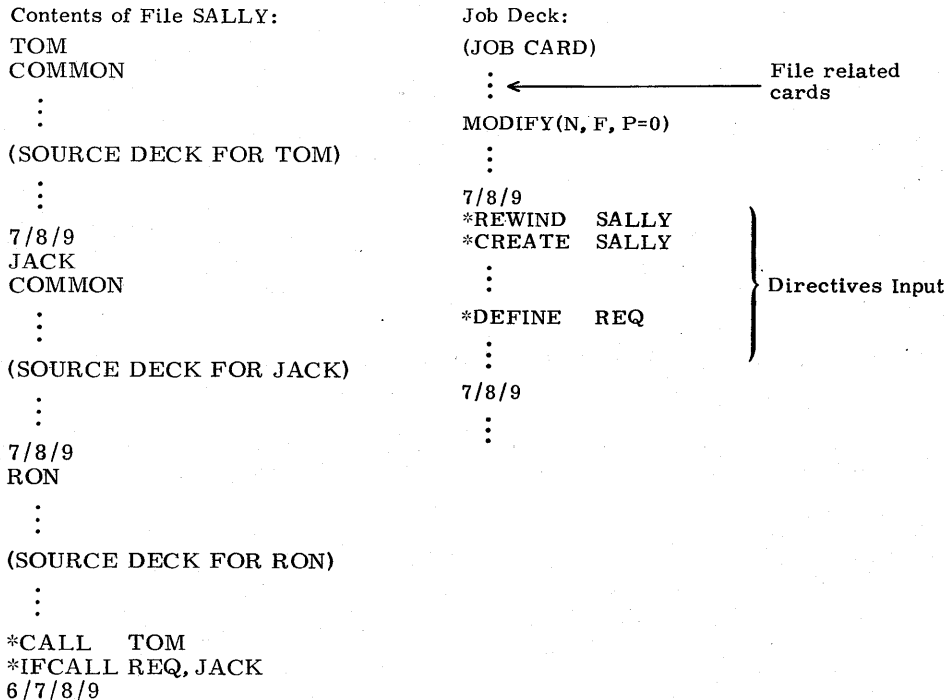 Contents of File SALLY:
TOM
COMMON
(SOURCE DECK FOR TOM)
7/8/9
JACK
COMMON
(SOURCE DECK FOR JACK)
7/8/9
RON
(SOURCE DECK FOR RON)
*CALL TOM
*IFCALL REQ, JACK
6/7/8/9
Job Deck:
(JOB CARD)
File related
cards
MODIFY(N, F, P=0)
7/8/9
*REWIND SALLY
*CREATE SALLY
Directives Input
*DEFINE REQ
7/8/9